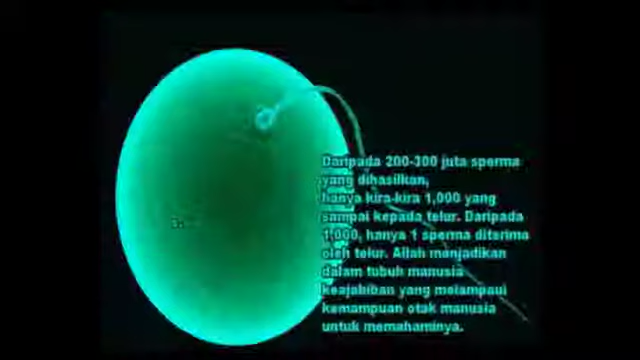 Daripada 200-300 juta sperma
yang dihasilkan,
hanya kira-kira 1,000 yang
sampai kepada telur. Daripada
1,000, hanya 1 sperma diterima
oleh telur. Allah menjadikan
dalam tubuh manusia
keajaiban yang melampaui
kemampuan otak manusia
untuk memahaminya.